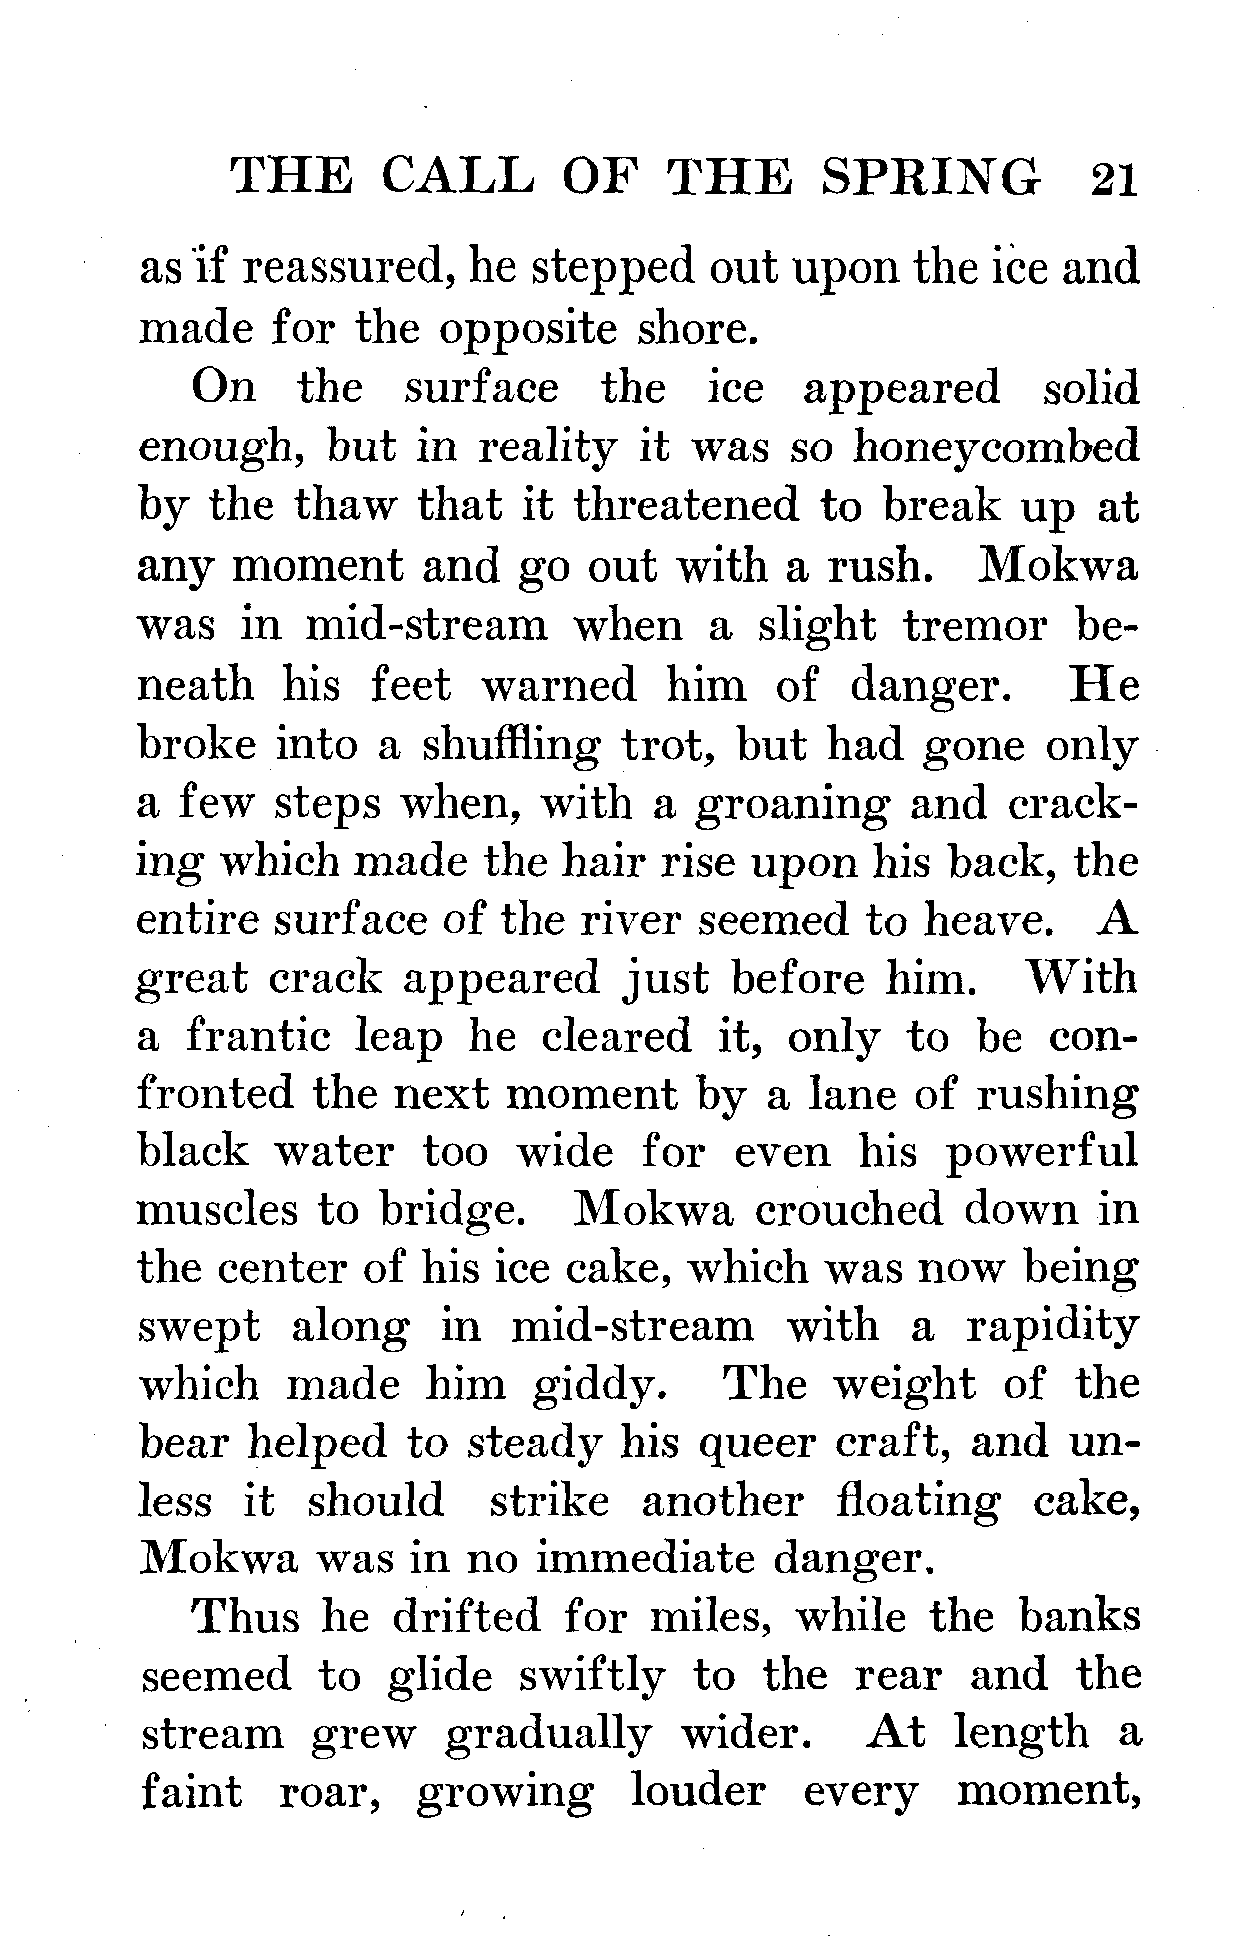 THE CALL OF THE SPRING 21
as if reassured, he stepped out upon the ice and
made for the opposite shore.
On the surface the ice appeared solid
enough, but in reality it was so honeycombed
by the thaw that it threatened to break up at
any moment and go out with a rush. Mokwa
was in mid-stream when a slight tremor be-
neath his feet warned him of danger. He
broke into a shuffling trot, but had gone only
a few steps when, with a groaning and crack-
ing which made the hair rise upon his back, the
entire surface of the river seemed to heave. A
great crack appeared just before him. With
a frantic leap he cleared it, only to be con-
fronted the next moment by a lane of rushing
black water too wide for even his powerful
muscles to bridge. Mokwa crouched down in
the center of his ice cake, which was now being
swept along in mid-stream with a rapidity
which made him giddy. The weight of the
bear helped to steady his queer craft, and un-
less it should strike another floating cake,
Mokwa was in no immediate danger.
Thus he drifted for miles, while the banks
seemed to glide swiftly to the rear and the
stream grew gradually wider. At length a
faint roar, growing louder every moment,